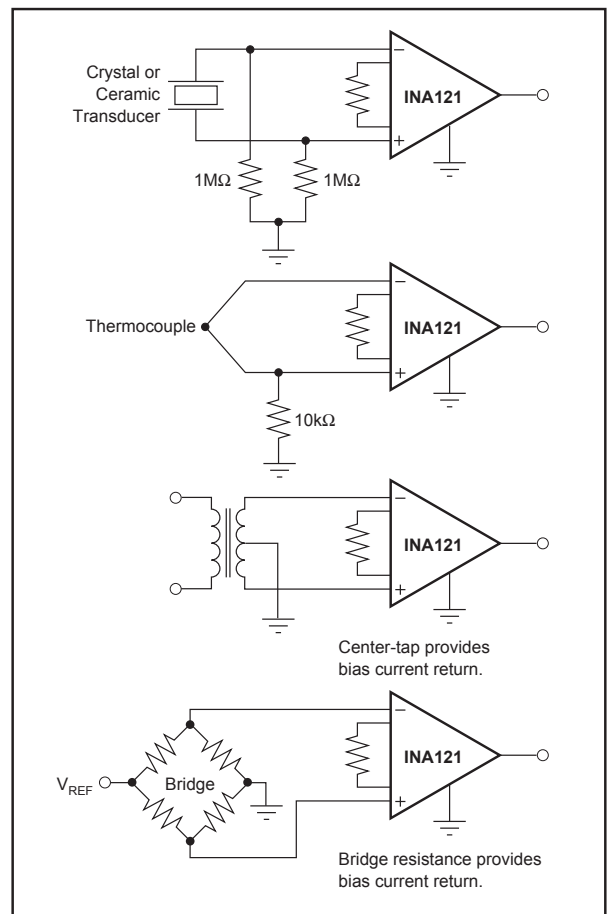 Crystal or
Ceramic
Transducer
−
INA121
+
1MΩ
1MΩ
−
Thermocouple
INA121
+
10kΩ
−
INA121
+
Center-tap provides
bias current return.
−
INA121
V_REF
Bridge
+
Bridge resistance provides
bias current return.